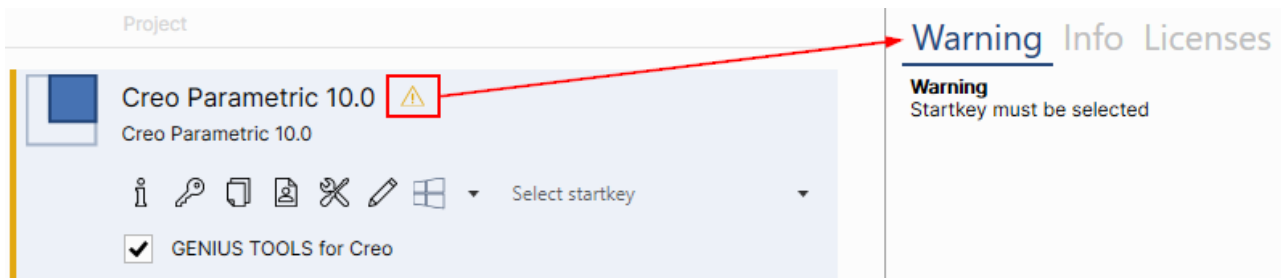 Project
Creo Parametric 10.0
Creo Parametric 10.0
Select startkey
GENIUS TOOLS for Creo
Warning Info Licenses
Warning
Startkey must be selected